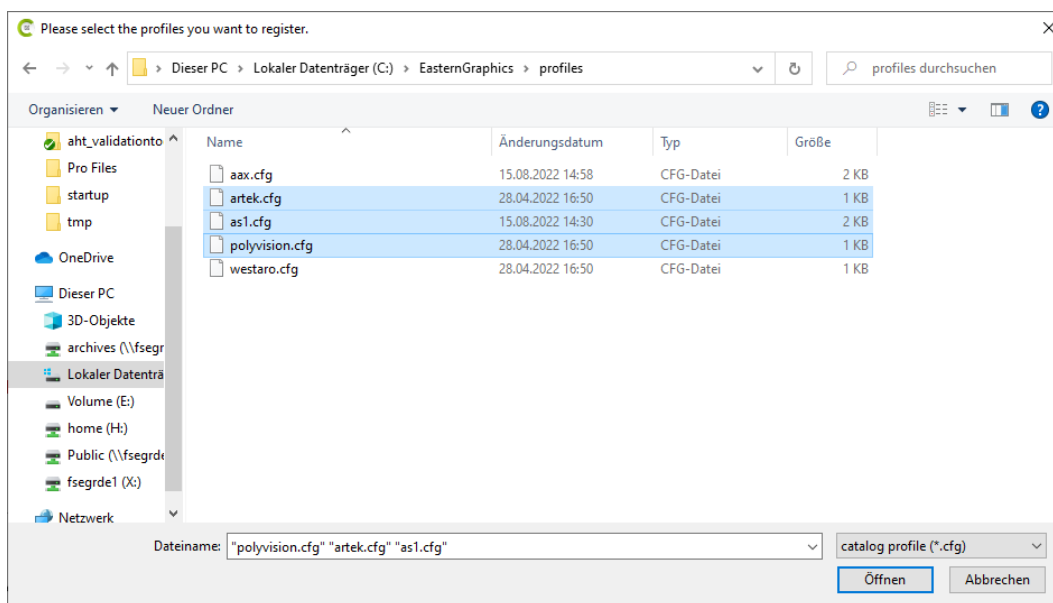 Please select the profiles you want to register.
Dieser PC > Lokaler Datenträger (C:) > EasternGraphics > profiles
profiles durchsuchen
Organisieren Neuer Ordner
Name Änderungsdatum Typ Größe
aht_validationto
Pro Files
startup
tmp
OneDrive
Dieser PC
3D-Objekte
archives (\\fsegr
Lokaler Datenträ
Volume (E:)
home (H:)
Public (\\fsegrde
fsegrde1 (X:)
Netzwerk
aax.cfg 15.08.2022 14:58 CFG-Datei 2 KB
artek.cfg 28.04.2022 16:50 CFG-Datei 1 KB
as1.cfg 15.08.2022 14:30 CFG-Datei 2 KB
polyvision.cfg 28.04.2022 16:50 CFG-Datei 1 KB
westaro.cfg 28.04.2022 16:50 CFG-Datei 1 KB
Dateiname: "polyvision.cfg" "artek.cfg" "as1.cfg"
catalog profile (*.cfg)
Öffnen Abbrechen